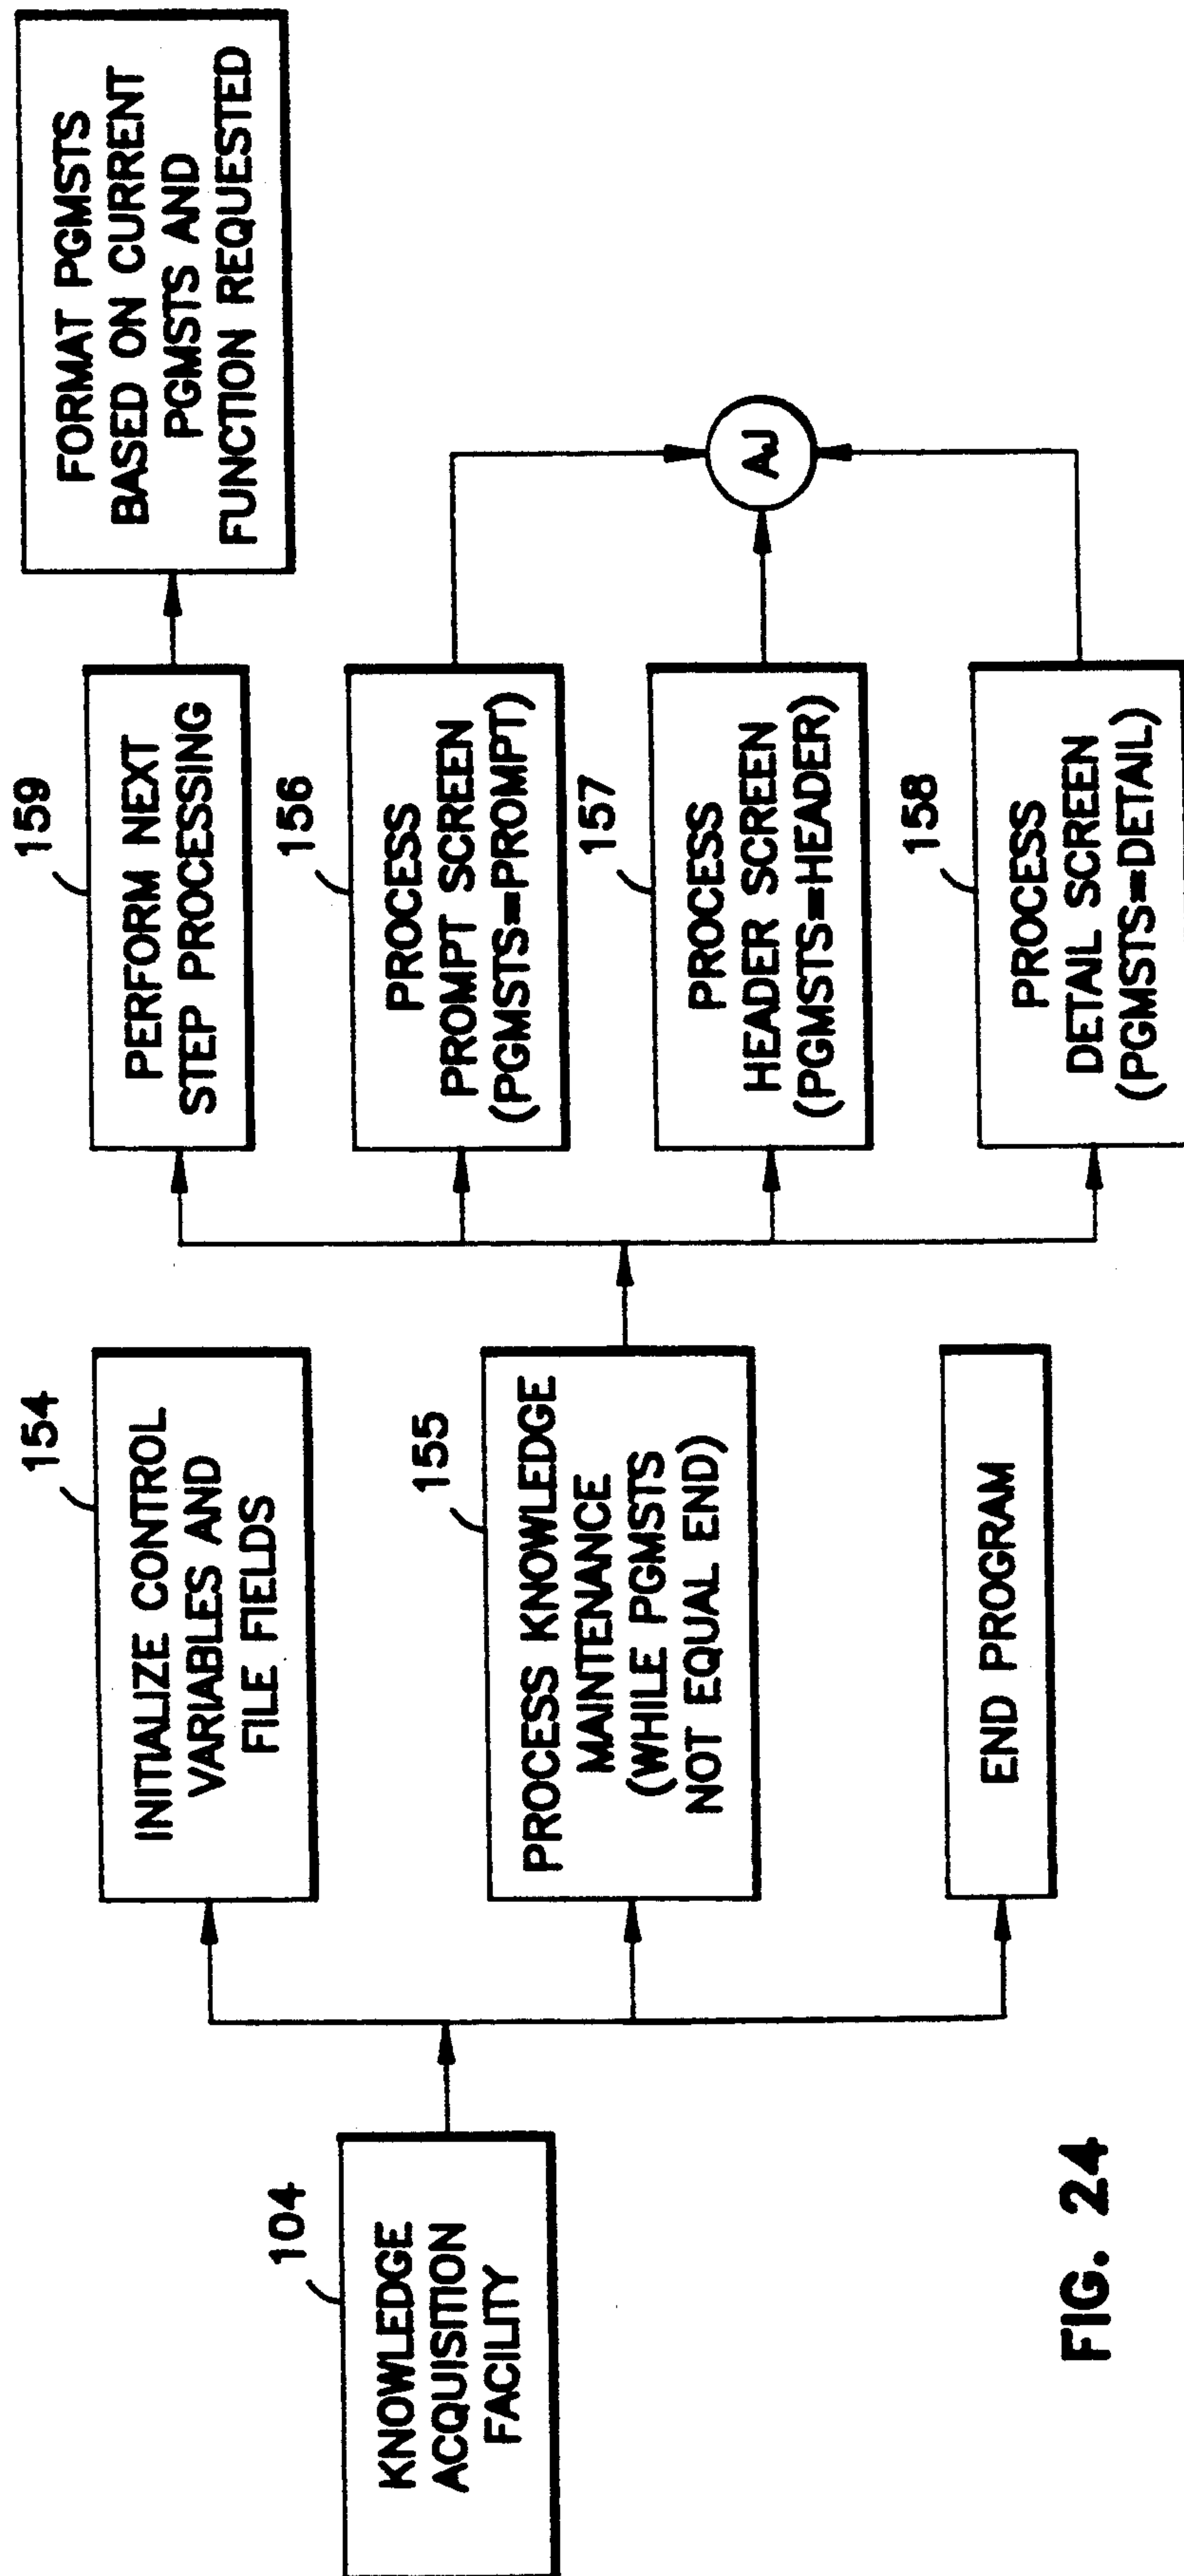 104
KNOWLEDGE
ACQUISITION
FACILITY
154
INITIALIZE CONTROL
VARIABLES AND
FILE FIELDS
155
PROCESS KNOWLEDGE
MAINTENANCE
(WHILE PGMSTS
NOT EQUAL END)
END PROGRAM
159
PERFORM NEXT
STEP PROCESSING
156
PROCESS
PROMPT SCREEN
(PGMSTS=PROMPT)
157
PROCESS
HEADER SCREEN
(PGMSTS=HEADER)
158
PROCESS
DETAIL SCREEN
(PGMSTS=DETAIL)
FORMAT PGMSTS
BASED ON CURRENT
PGMSTS AND
FUNCTION REQUESTED
AJ
FIG. 24